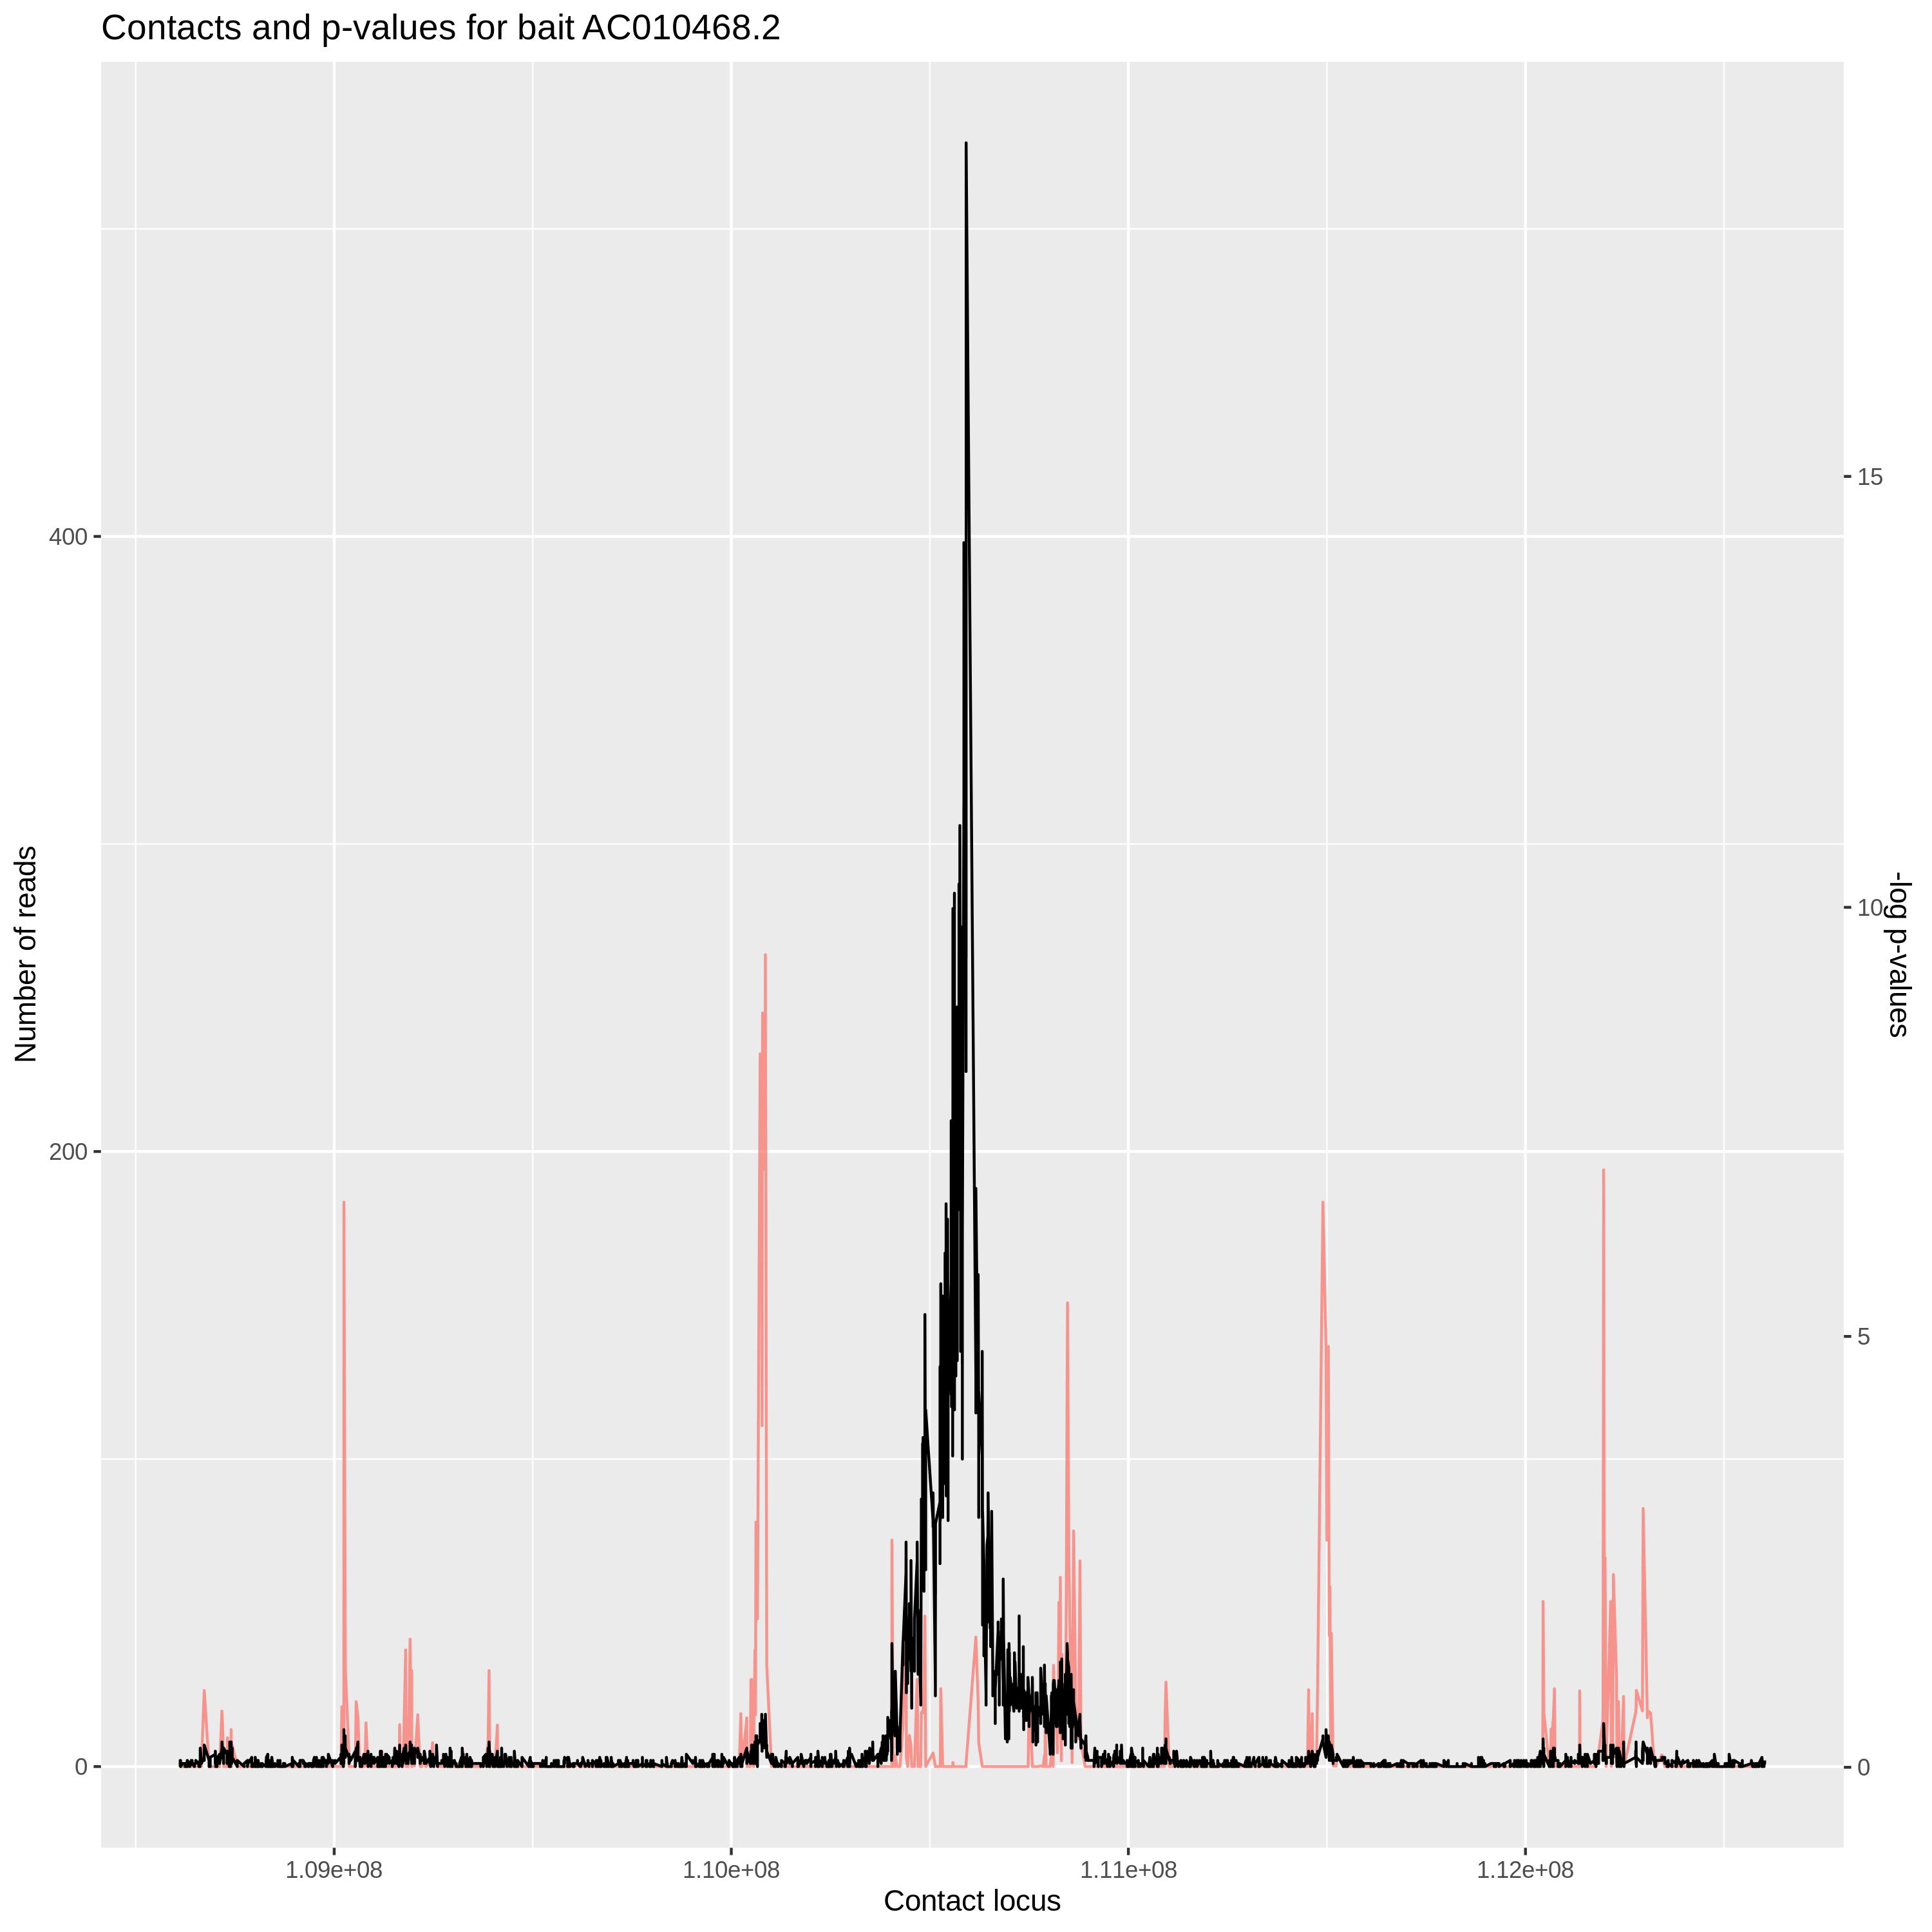 Contacts and p-values for bait AC010468.2
Number of reads
400
200
0
15
10
5
0
-log p-values
1.09e+08
1.10e+08
1.11e+08
1.12e+08
Contact locus